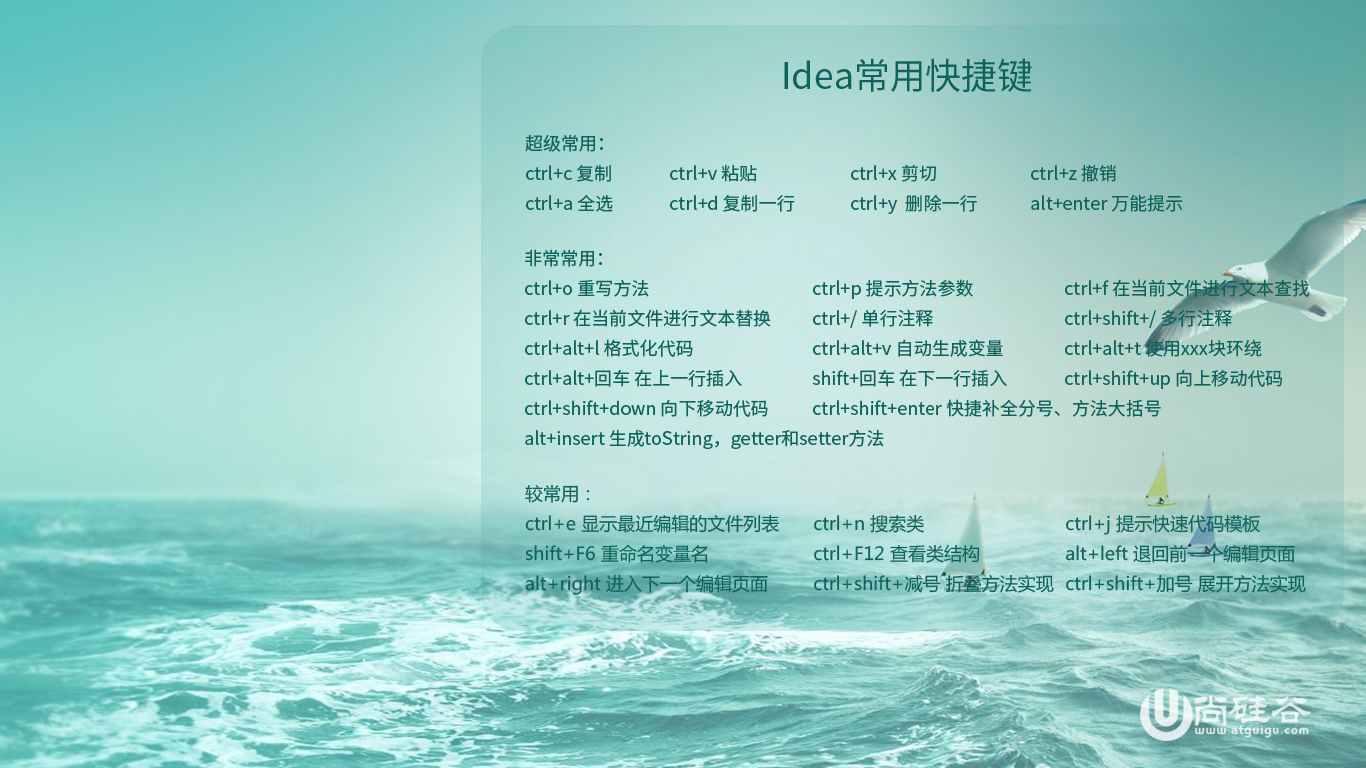 Idea常用快捷键
超级常用：
ctrl+c 复制 ctrl+v 粘贴 ctrl+x 剪切 ctrl+z 撤销
ctrl+a 全选 ctrl+d 复制一行 ctrl+y 删除一行 alt+enter 万能提示
非常常用：
ctrl+o 重写方法 ctrl+p 提示方法参数 ctrl+f 在当前文件进行文本查找
ctrl+r 在当前文件进行文本替换 ctrl+/ 单行注释 ctrl+shift+/ 多行注释
ctrl+alt+l 格式化代码 ctrl+alt+v 自动生成变量 ctrl+alt+t 使用xxx块环绕
ctrl+alt+回车 在上一行插入 shift+回车 在下一行插入 ctrl+shift+up 向上移动代码
ctrl+shift+down 向下移动代码 ctrl+shift+enter 快捷补全分号、方法大括号
alt+insert 生成toString，getter和setter方法
较常用：
ctrl+e 显示最近编辑的文件列表 ctrl+n 搜索类 ctrl+j 提示快速代码模板
shift+F6 重命名变量名 ctrl+F12 查看类结构 alt+left 退回前一个编辑页面
alt+right 进入下一个编辑页面 ctrl+shift+减号 折叠方法实现 ctrl+shift+加号 展开方法实现
尚硅谷
www.atguigu.com